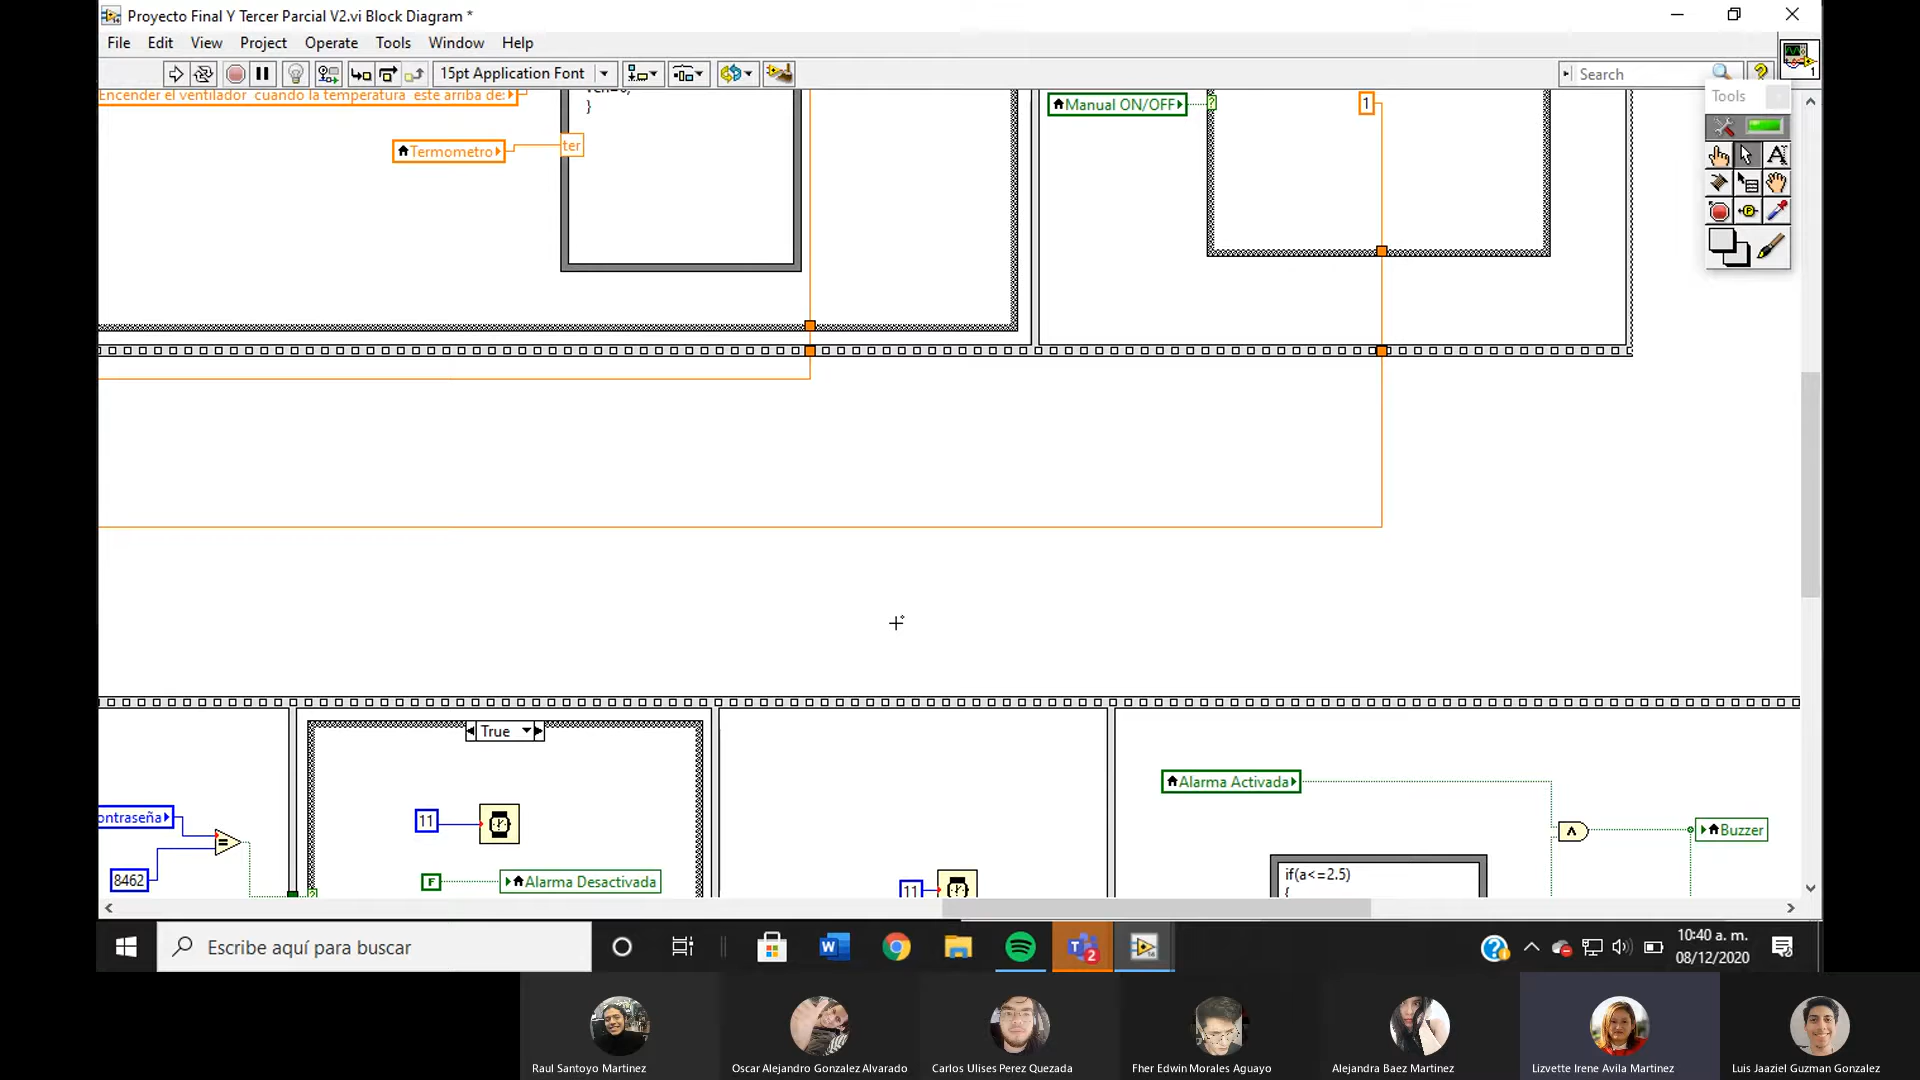 Proyecto Final Y Tercer Parcial V2.vi Block Diagram *
File Edit View Project Operate Tools Window Help
15pt Application Font
Search
1
Tools
Encender el ventilador cuando la temperatura este arriba de:
}
Manual ON/OFF
?
1
Termometro
ter
True
Alarma Activada
ontraseña
11
=
Buzzer
8462
if(a<=2.5)
{
F
Alarma Desactivada
11
Escribe aquí para buscar
2
10:40 a. m.
08/12/2020
Raul Santoyo Martinez
Oscar Alejandro Gonzalez Alvarado
Carlos Ulises Perez Quezada
Fher Edwin Morales Aguayo
Alejandra Baez Martinez
Lizvette Irene Avila Martinez
Luis Jaaziel Guzman Gonzalez